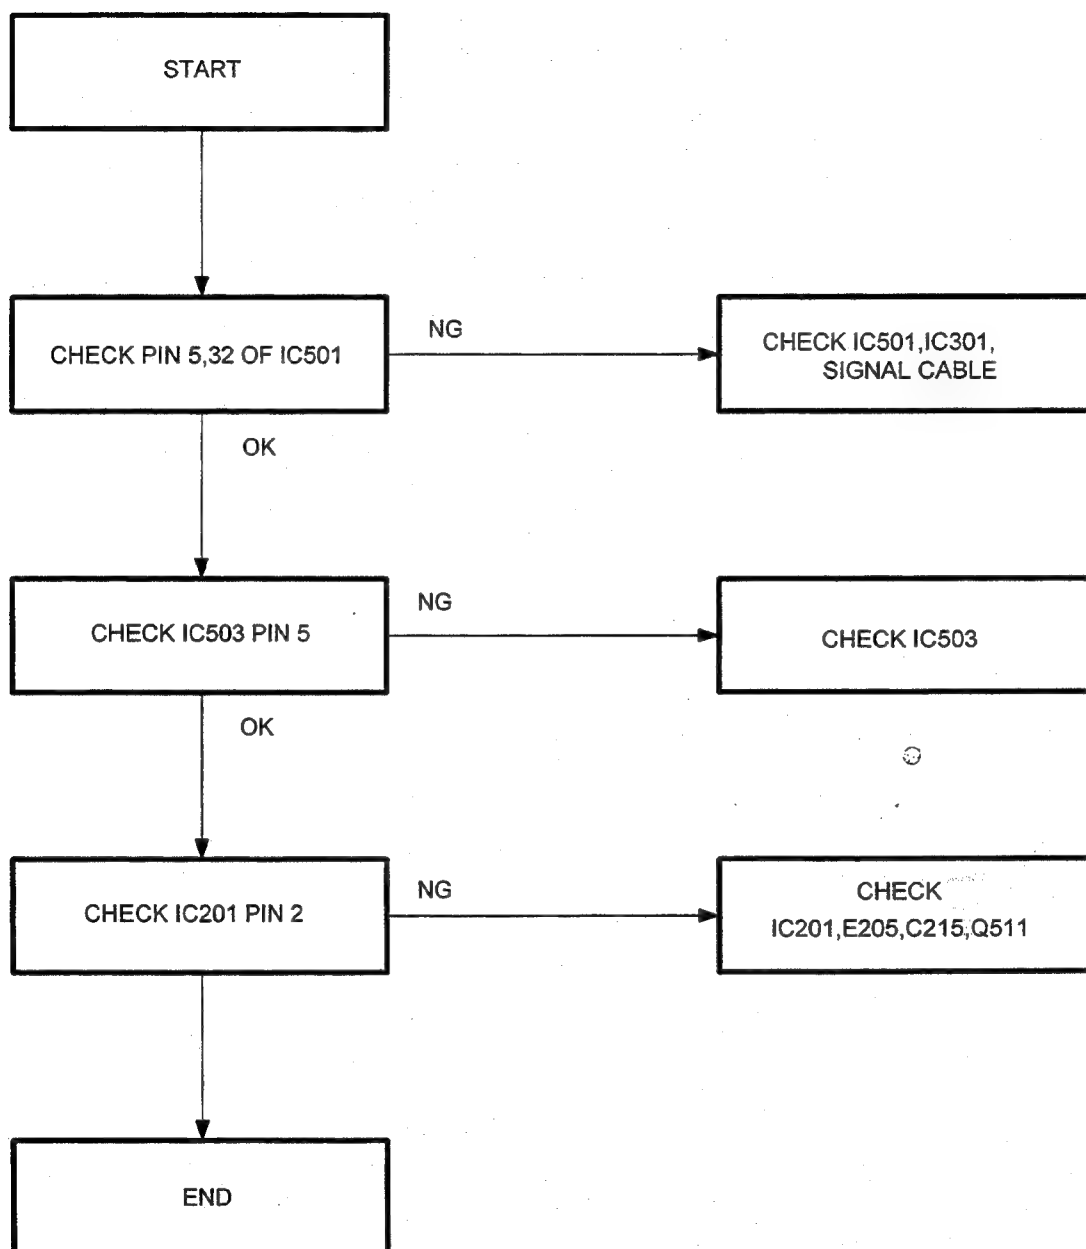 START
CHECK PIN 5,32 OF IC501
NG
CHECK IC501,IC301,
SIGNAL CABLE
OK
CHECK IC503 PIN 5
NG
CHECK IC503
OK
CHECK IC201 PIN 2
NG
CHECK
IC201,E205,C215,Q511
END